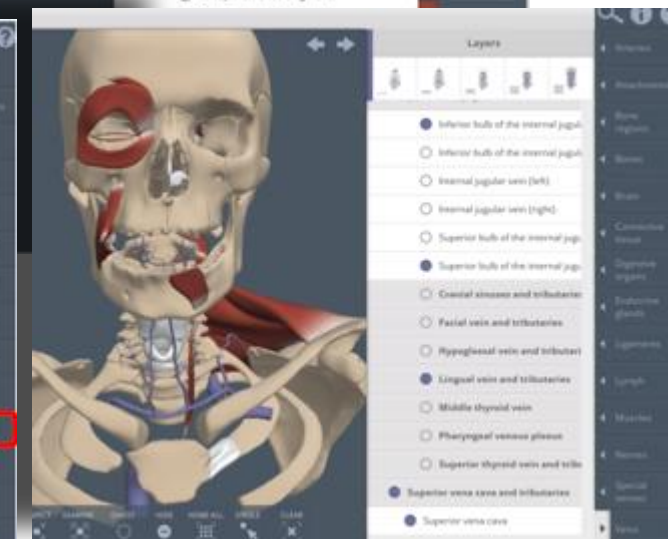 Layers
Inferior bulb of the internal jugul
Inferior bulb of the internal jugul
Internal jugular vein (left)
Internal jugular vein (right)
Superior bulb of the internal jugu
Superior bulb of the internal jugu
Cranial sinuses and tributaries
Facial vein and tributaries
Hypoglossal vein and tributari
Lingual vein and tributaries
Middle thyroid vein
Pharyngeal venous plexus
Superior thyroid vein and tribu
Superior vena cava and tributaries
Superior vena cava
Arteries
Attachments
Bone
regions
Bones
Brain
Connective
tissue
Digestive
organs
Endocrine
glands
Ligaments
Lymph
Muscles
Nerves
Special
senses
Veins
HIDE
CLEAR